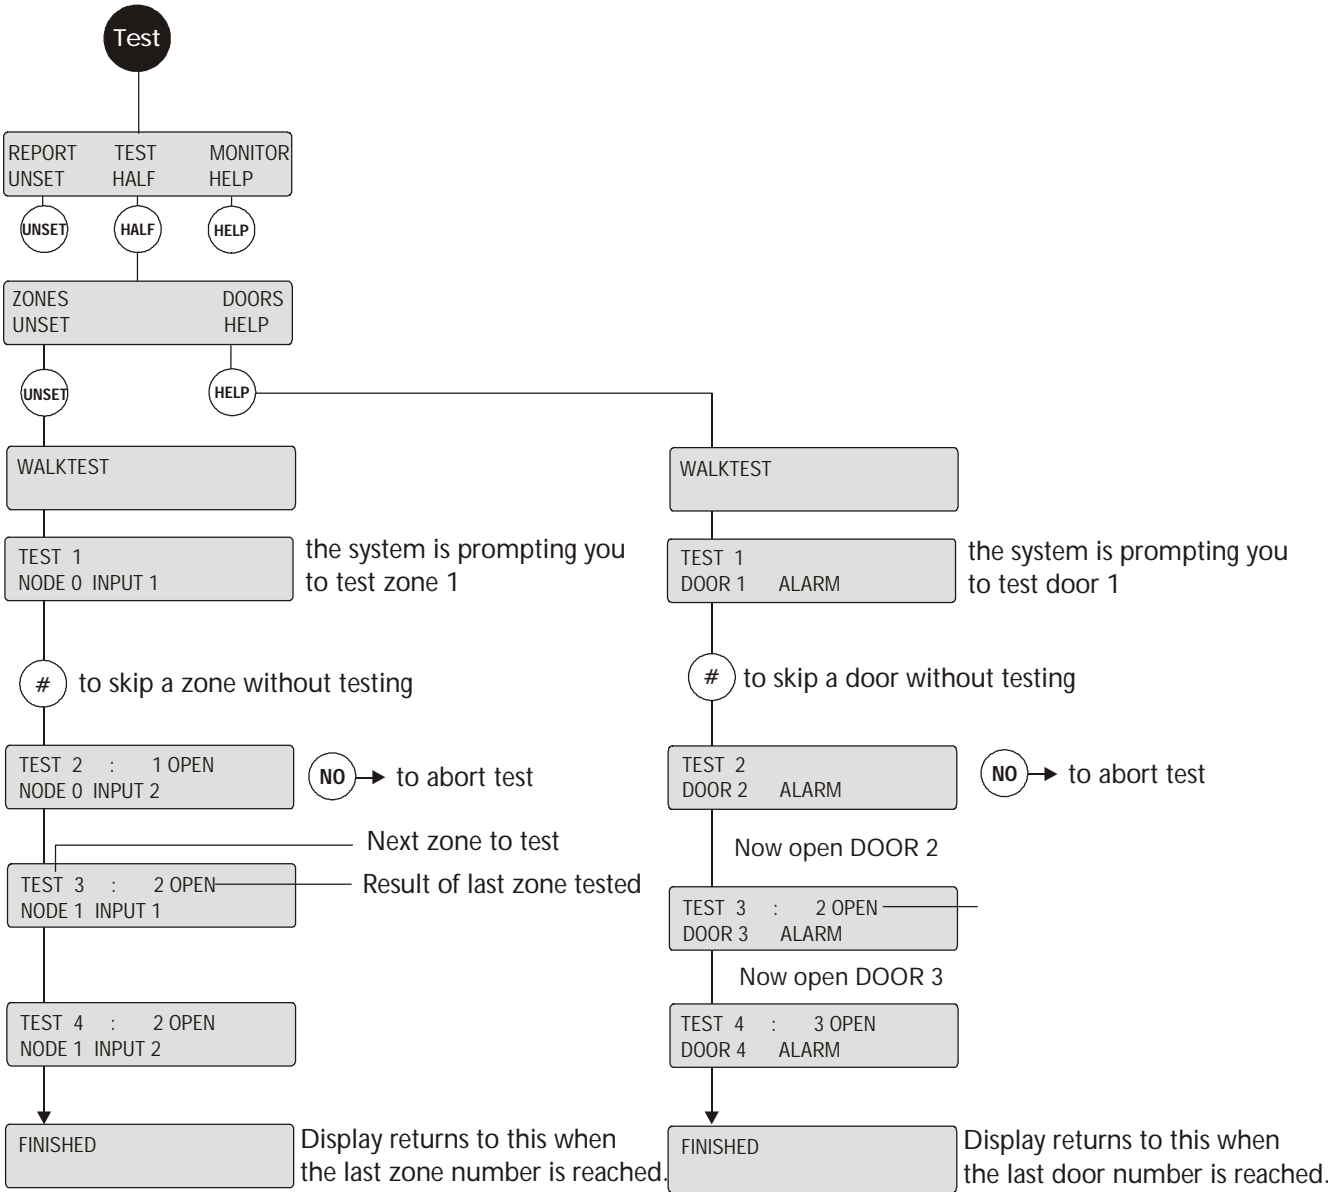 Test
REPORT TEST MONITOR
UNSET HALF HELP
UNSET HALF HELP
ZONES DOORS
UNSET HELP
UNSET HELP
WALKTEST
TEST 1
NODE 0 INPUT 1
the system is prompting you
to test zone 1
# to skip a zone without testing
TEST 2 : 1 OPEN
NODE 0 INPUT 2
NO to abort test
Next zone to test
TEST 3 : 2 OPEN
NODE 1 INPUT 1
Result of last zone tested
TEST 4 : 2 OPEN
NODE 1 INPUT 2
FINISHED
Display returns to this when
the last zone number is reached.
WALKTEST
TEST 1
DOOR 1 ALARM
the system is prompting you
to test door 1
# to skip a door without testing
TEST 2
DOOR 2 ALARM
NO to abort test
Now open DOOR 2
TEST 3 : 2 OPEN
DOOR 3 ALARM
Now open DOOR 3
TEST 4 : 3 OPEN
DOOR 4 ALARM
FINISHED
Display returns to this when
the last door number is reached.